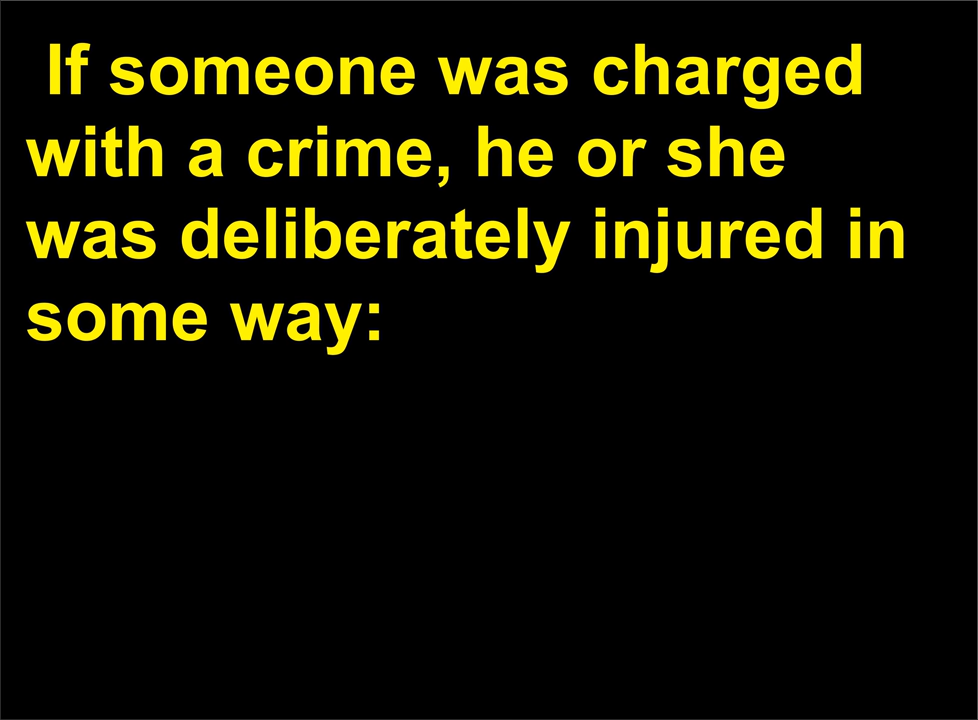 If someone was charged
with a crime, he or she
was deliberately injured in
some way: